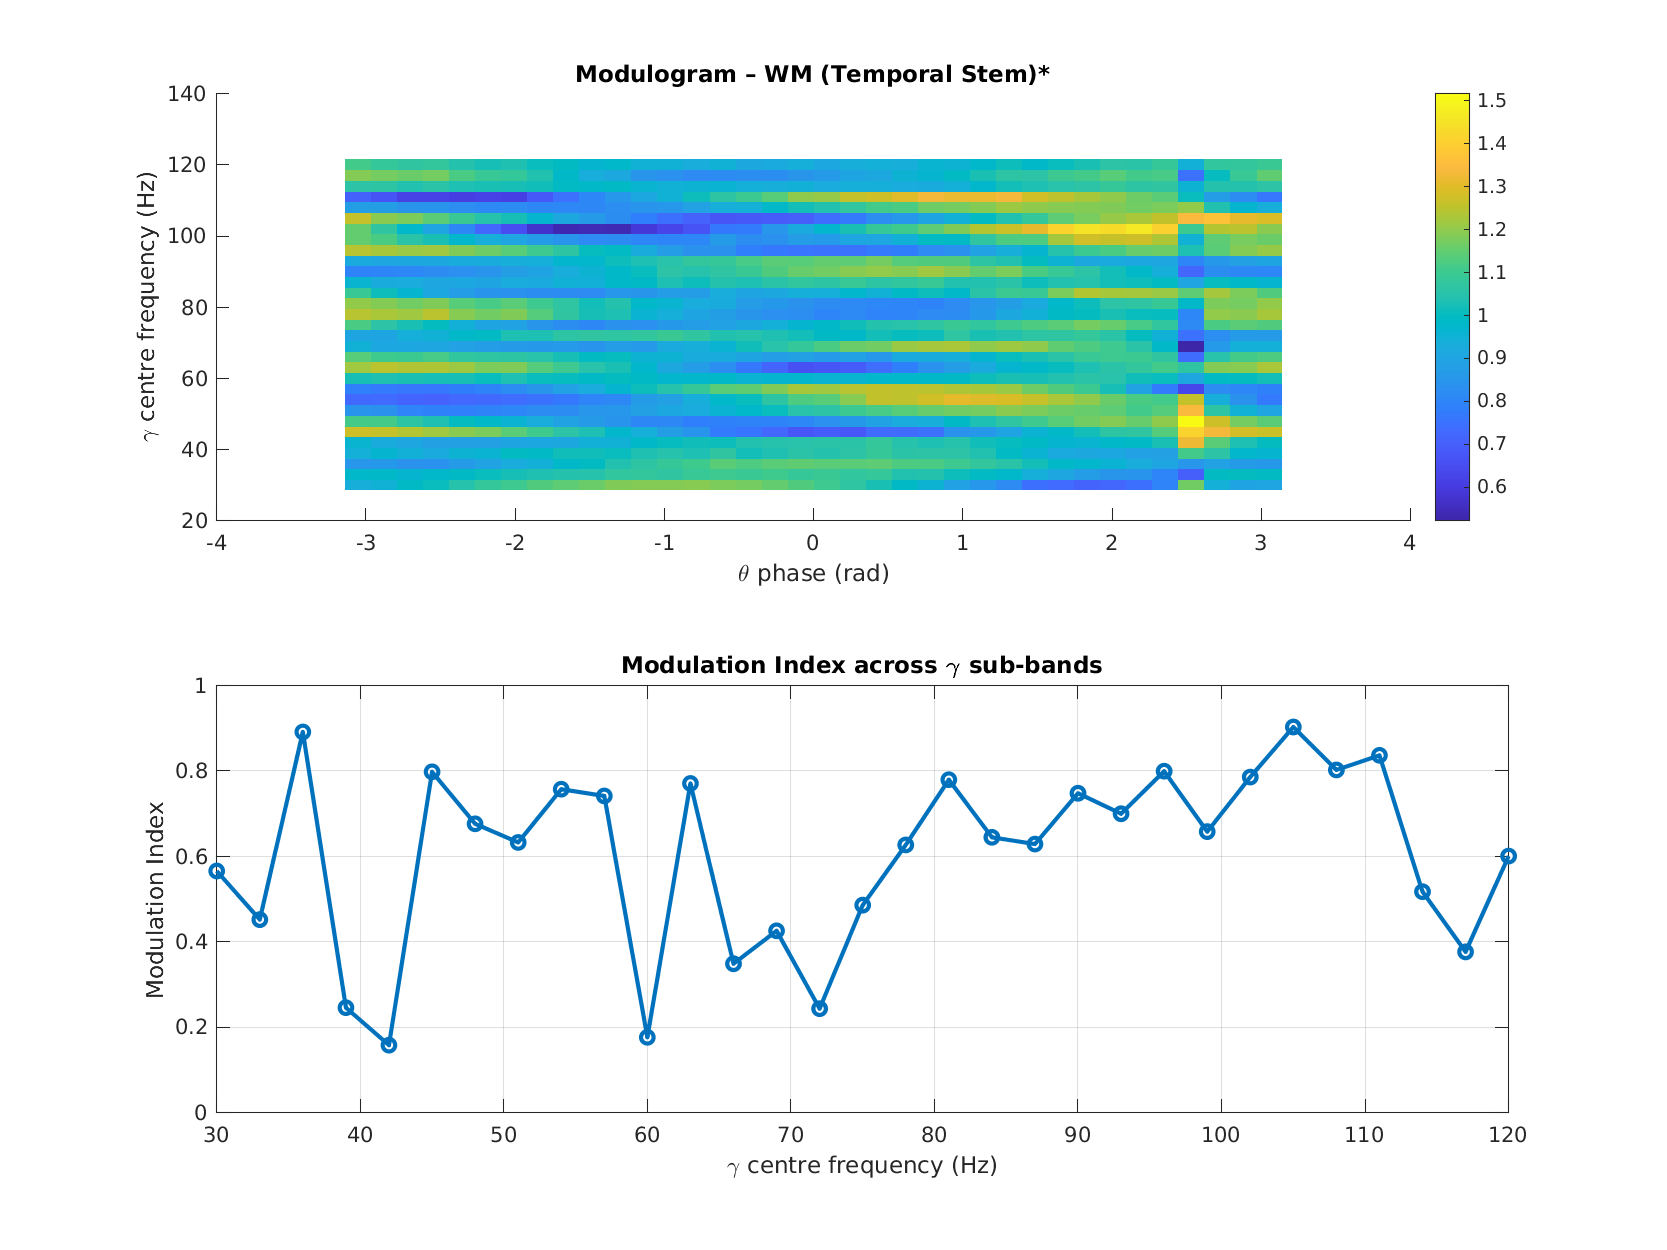 Modulogram – WM (Temporal Stem)*
140
120
100
80
60
40
20
γ centre frequency (Hz)
-4 -3 -2 -1 0 1 2 3 4
θ phase (rad)
1.5
1.4
1.3
1.2
1.1
1
0.9
0.8
0.7
0.6
Modulation Index across γ sub-bands
1
0.8
0.6
0.4
0.2
0
Modulation Index
30 40 50 60 70 80 90 100 110 120
γ centre frequency (Hz)